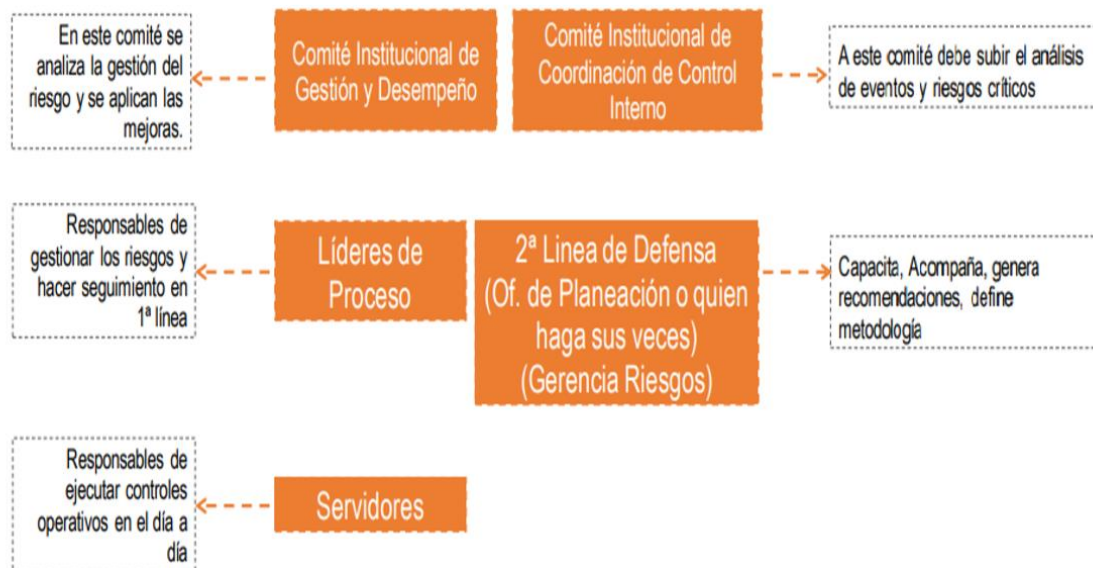 En este comité se
analiza la gestión del
riesgo y se aplican las
mejoras.
Comité Institucional de
Gestión y Desempeño
Comité Institucional de
Coordinación de Control
Interno
A este comité debe subir el análisis
de eventos y riesgos críticos
Responsables de
gestionar los riesgos y
hacer seguimiento en
1ª línea
Líderes de
Proceso
2ª Linea de Defensa
(Of. de Planeación o quien
haga sus veces)
(Gerencia Riesgos)
Capacita, Acompaña, genera
recomendaciones, define
metodología
Responsables de
ejecutar controles
operativos en el día a
día
Servidores